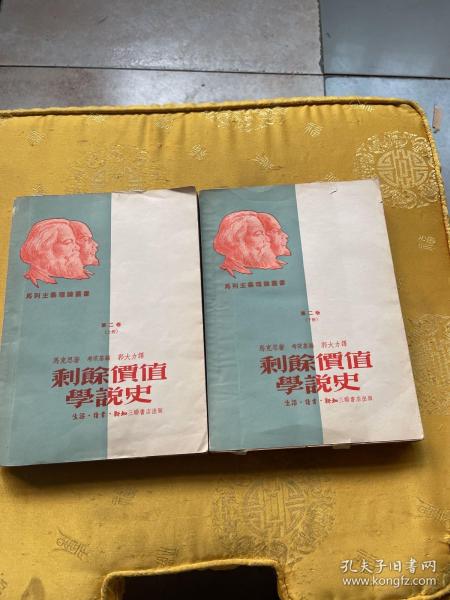 馬列主義理論叢書
第二卷
(上册)
馬克思著 考茨基編 郭大力譯
剩餘價值
學說史
生活·讀書·新知三聯書店出版
馬列主義理論叢書
第二卷
(下册)
馬克思著 考茨基編 郭大力譯
剩餘價值
學說史
生活·讀書·新知三聯書店出版
孔夫子旧书网
www.kongfz.com